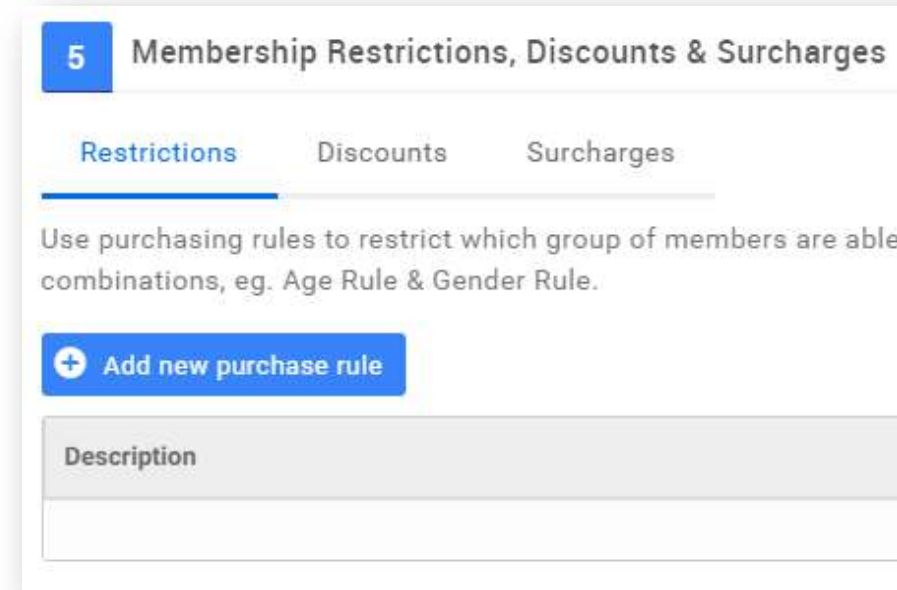 5 Membership Restrictions, Discounts & Surcharges
Restrictions Discounts Surcharges
Use purchasing rules to restrict which group of members are able
combinations, eg. Age Rule & Gender Rule.
Add new purchase rule
Description